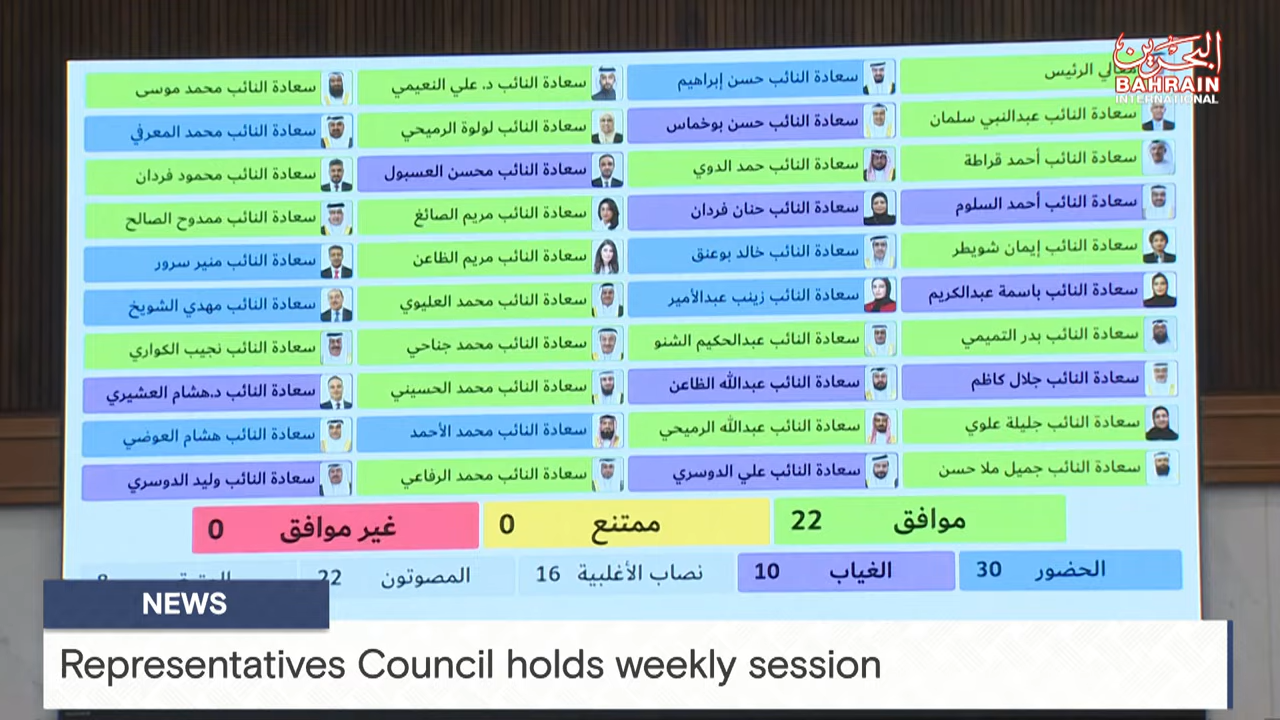 البحرين
BAHRAIN
INTERNATIONAL
معالي الرئيس
سعادة النائب حسن إبراهيم
سعادة النائب د. علي النعيمي
سعادة النائب محمد موسى
سعادة النائب عبدالنبي سلمان
سعادة النائب حسن بوخماس
سعادة النائب لولوة الرميحي
سعادة النائب محمد المعرفي
سعادة النائب أحمد قراطة
سعادة النائب حمد الدوي
سعادة النائب محسن العسبول
سعادة النائب محمود فردان
سعادة النائب أحمد السلوم
سعادة النائب حنان فردان
سعادة النائب مريم الصائغ
سعادة النائب ممدوح الصالح
سعادة النائب إيمان شويطر
سعادة النائب خالد بوعنق
سعادة النائب مريم الظاعن
سعادة النائب منير سرور
سعادة النائب باسمة عبدالكريم
سعادة النائب زينب عبدالأمير
سعادة النائب محمد العليوي
سعادة النائب مهدي الشويخ
سعادة النائب بدر التميمي
سعادة النائب عبدالحكيم الشنو
سعادة النائب محمد جناحي
سعادة النائب نجيب الكواري
سعادة النائب جلال كاظم
سعادة النائب عبدالله الظاعن
سعادة النائب محمد الحسيني
سعادة النائب د.هشام العشيري
سعادة النائب جليلة علوي
سعادة النائب عبدالله الرميحي
سعادة النائب محمد الأحمد
سعادة النائب هشام العوضي
سعادة النائب جميل ملا حسن
سعادة النائب علي الدوسري
سعادة النائب محمد الرفاعي
سعادة النائب وليد الدوسري
موافق 22
ممتنع 0
غير موافق 0
الحضور 30
الغياب 10
نصاب الأغلبية 16
المصوتون 22
NEWS
Representatives Council holds weekly session